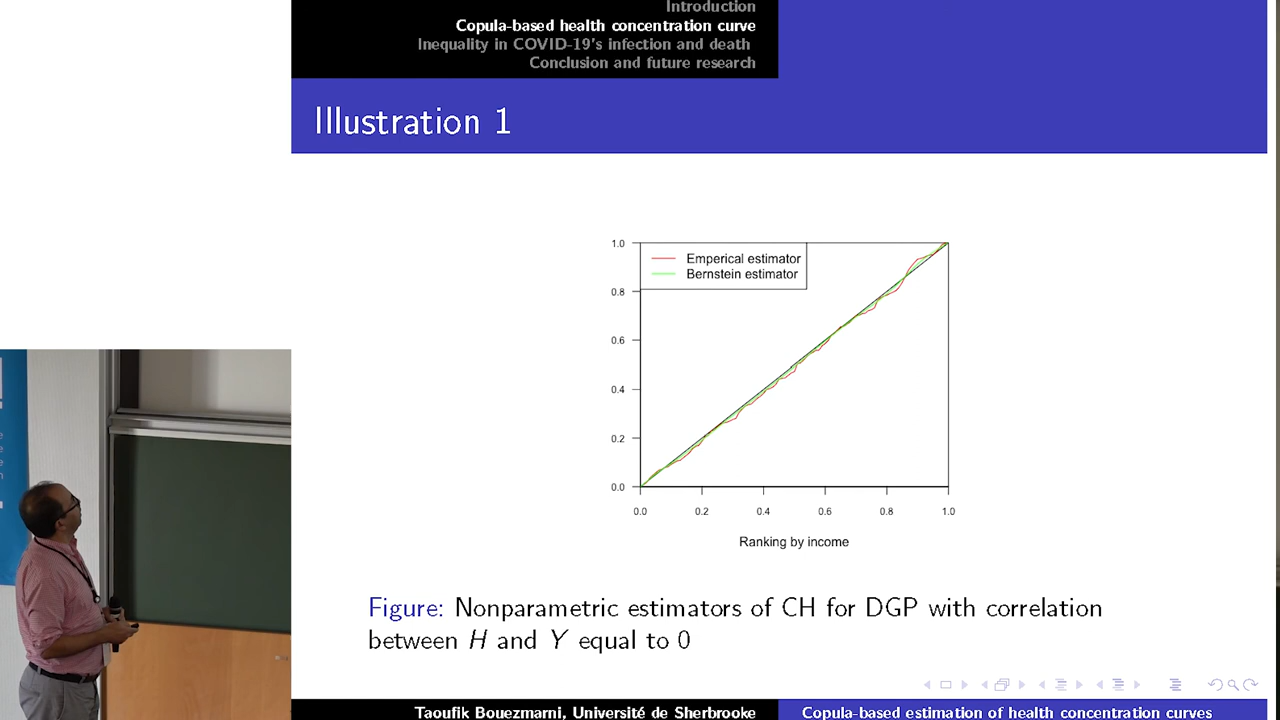 Introduction
Copula-based health concentration curve
Inequality in COVID-19's infection and death
Conclusion and future research
Illustration 1
1.0
0.8
0.6
0.4
0.2
0.0
Emperical estimator
Bernstein estimator
0.0 0.2 0.4 0.6 0.8 1.0
Ranking by income
Figure: Nonparametric estimators of CH for DGP with correlation
between H and Y equal to 0
Taoufik Bouezmarni, Université de Sherbrooke
Copula-based estimation of health concentration curves